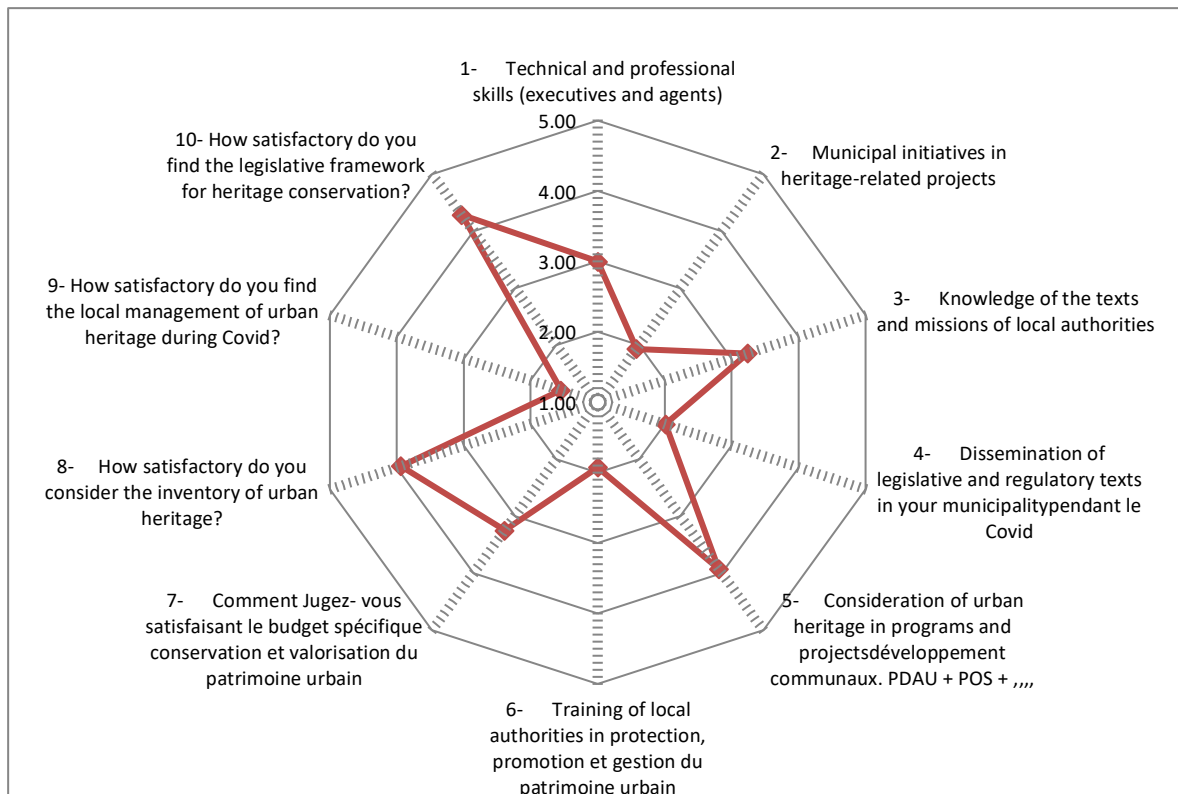 1- Technical and professional
skills (executives and agents)
5.00
4.00
3.00
2.00
1.00
2- Municipal initiatives in
heritage-related projects
3- Knowledge of the texts
and missions of local authorities
4- Dissemination of
legislative and regulatory texts
in your municipalitypendant le
Covid
5- Consideration of urban
heritage in programs and
projectsdéveloppement
communaux. PDAU + POS + ,,,,
6- Training of local
authorities in protection,
promotion et gestion du
patrimoine urbain
7- Comment Jugez- vous
satisfaisant le budget spécifique
conservation et valorisation du
patrimoine urbain
8- How satisfactory do you
consider the inventory of urban
heritage?
9- How satisfactory do you find
the local management of urban
heritage during Covid?
10- How satisfactory do you
find the legislative framework
for heritage conservation?